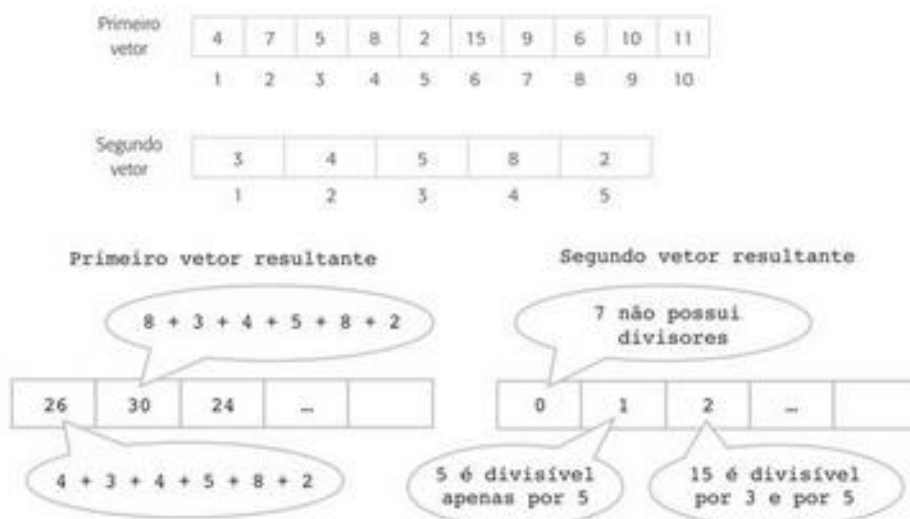 Primeiro
vetor
4 7 5 8 2 15 9 6 10 11
1 2 3 4 5 6 7 8 9 10
Segundo
vetor
3 4 5 8 2
1 2 3 4 5
Primeiro vetor resultante
8 + 3 + 4 + 5 + 8 + 2
26 30 24 …
4 + 3 + 4 + 5 + 8 + 2
Segundo vetor resultante
7 não possui
divisores
0 1 2 …
5 é divisível
apenas por 5
15 é divisível
por 3 e por 5